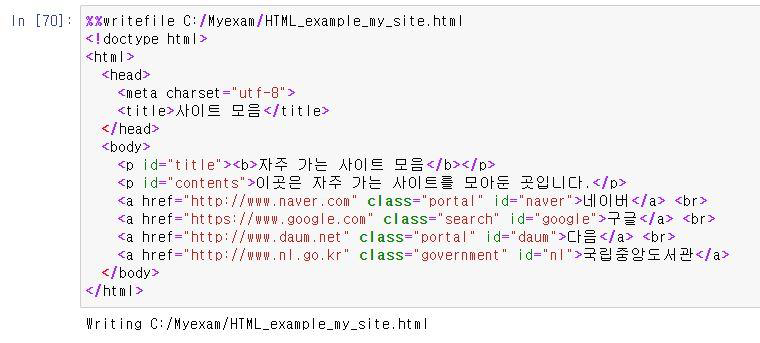 In [70]: %%writefile C:/Myexam/HTML_example_my_site.html
<!doctype html>
<html>
  <head>
    <meta charset="utf-8">
    <title>사이트 모음</title>
  </head>
  <body>
    <p id="title"><b>자주 가는 사이트 모음</b></p>
    <p id="contents">이곳은 자주 가는 사이트를 모아둔 곳입니다.</p>
    <a href="http://www.naver.com" class="portal" id="naver">네이버</a> <br>
    <a href="https://www.google.com" class="search" id="google">구글</a> <br>
    <a href="http://www.daum.net" class="portal" id="daum">다음</a> <br>
    <a href="http://www.nl.go.kr" class="government" id="nl">국립중앙도서관</a>
  </body>
</html>
Writing C:/Myexam/HTML_example_my_site.html